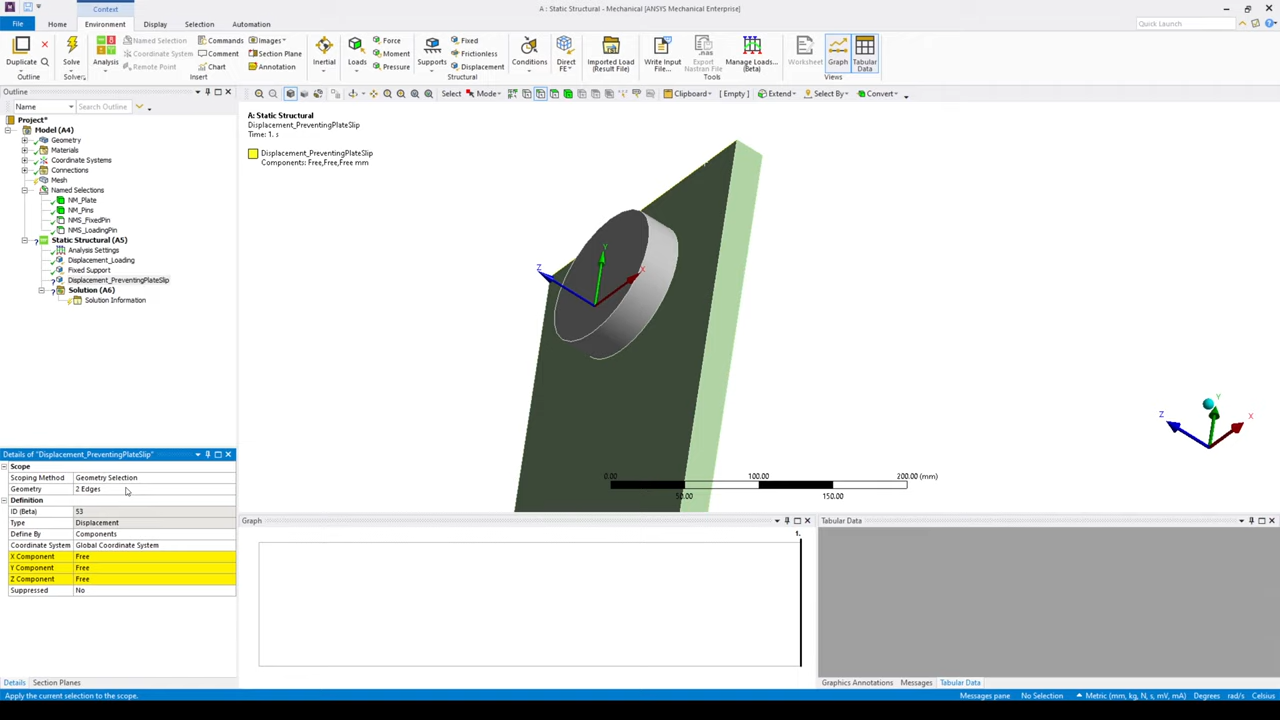 Context
A : Static Structural - Mechanical [ANSYS Mechanical Enterprise]
File Home Environment Display Selection Automation
Quick Launch
Duplicate
Outline
Solve
Solver
Analysis
Named Selection
Coordinate System
Remote Point
Commands
Comment
Chart
Images
Section Plane
Annotation
Insert
Inertial
Loads
Force
Moment
Pressure
Supports
Fixed
Frictionless
Displacement
Structural
Conditions
Direct
FE
Imported Load
(Result File)
Write Input
File...
Export
Nastran File
Manage Loads...
(Beta)
Tools
Worksheet
Graph
Tabular
Data
Views
Outline
Name Search Outline
Select Mode Clipboard [ Empty ] Extend Select By Convert
Project*
Model (A4)
Geometry
Materials
Coordinate Systems
Connections
Mesh
Named Selections
NM_Plate
NM_Pins
NMS_FixedPin
NMS_LoadingPin
Static Structural (A5)
Analysis Settings
Displacement_Loading
Fixed Support
Displacement_PreventingPlateSlip
Solution (A6)
Solution Information
A: Static Structural
Displacement_PreventingPlateSlip
Time: 1. s
Displacement_PreventingPlateSlip
Components: Free,Free,Free mm
Y
Z
X
Y
Z
X
0.00 100.00 200.00 (mm)
50.00 150.00
Details of "Displacement_PreventingPlateSlip"
Scope
Scoping Method Geometry Selection
Geometry 2 Edges
Definition
ID (Beta) 53
Type Displacement
Define By Components
Coordinate System Global Coordinate System
X Component Free
Y Component Free
Z Component Free
Suppressed No
Graph
1.
Tabular Data
Details Section Planes
Graphics Annotations Messages Tabular Data
Apply the current selection to the scope.
Messages pane No Selection Metric (mm, kg, N, s, mV, mA) Degrees rad/s Celsius